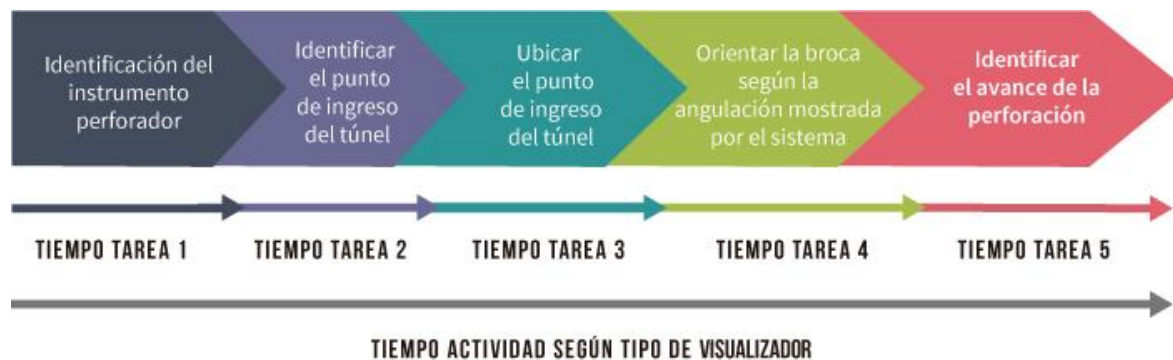 Identificación del
instrumento
perforador
Identificar
el punto
de ingreso
del túnel
Ubicar
el punto
de ingreso
del túnel
Orientar la broca
según la
angulación mostrada
por el sistema
Identificar
el avance de la
perforación
TIEMPO TAREA 1
TIEMPO TAREA 2
TIEMPO TAREA 3
TIEMPO TAREA 4
TIEMPO TAREA 5
TIEMPO ACTIVIDAD SEGÚN TIPO DE VISUALIZADOR